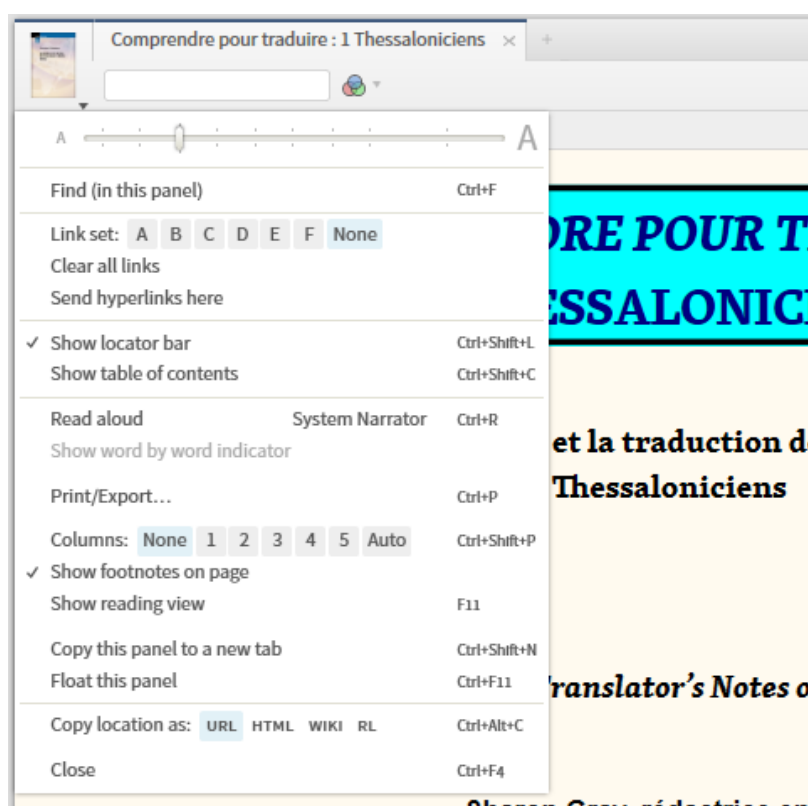 Comprendre pour traduire : 1 Thessaloniciens
A A
Find (in this panel) Ctrl+F
Link set: A B C D E F None
Clear all links
Send hyperlinks here
Show locator bar Ctrl+Shift+L
Show table of contents Ctrl+Shift+C
Read aloud System Narrator Ctrl+R
Show word by word indicator
Print/Export... Ctrl+P
Columns: None 1 2 3 4 5 Auto Ctrl+Shift+P
Show footnotes on page
Show reading view F11
Copy this panel to a new tab Ctrl+Shift+N
Float this panel Ctrl+F11
Copy location as: URL HTML WIKI RL Ctrl+Alt+C
Close Ctrl+F4
DRE POUR T
ESSALONIC
et la traduction d
Thessaloniciens
ranslator's Notes o